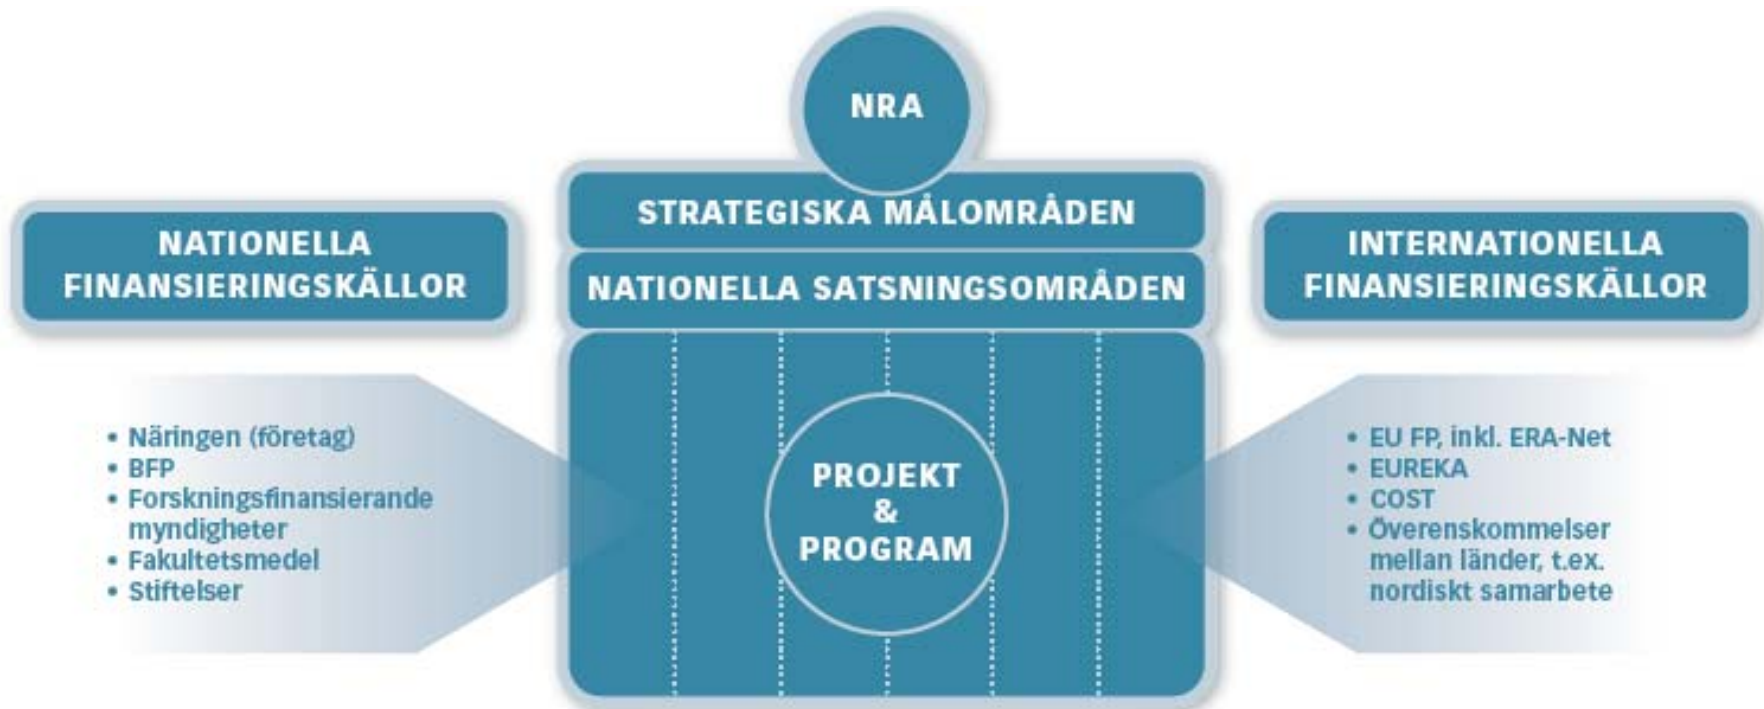 NRA
STRATEGISKA MÅLOMRÅDEN
NATIONELLA SATSNINGSOMRÅDEN
NATIONELLA
FINANSIERINGSKÄLLOR
• Näringen (företag)
• BFP
• Forskningsfinansierande
myndigheter
• Fakultetsmedel
• Stiftelser
PROJEKT
&
PROGRAM
INTERNATIONELLA
FINANSIERINGSKÄLLOR
• EU FP, inkl. ERA-Net
• EUREKA
• COST
• Överenskommelser
mellan länder, t.ex.
nordiskt samarbete